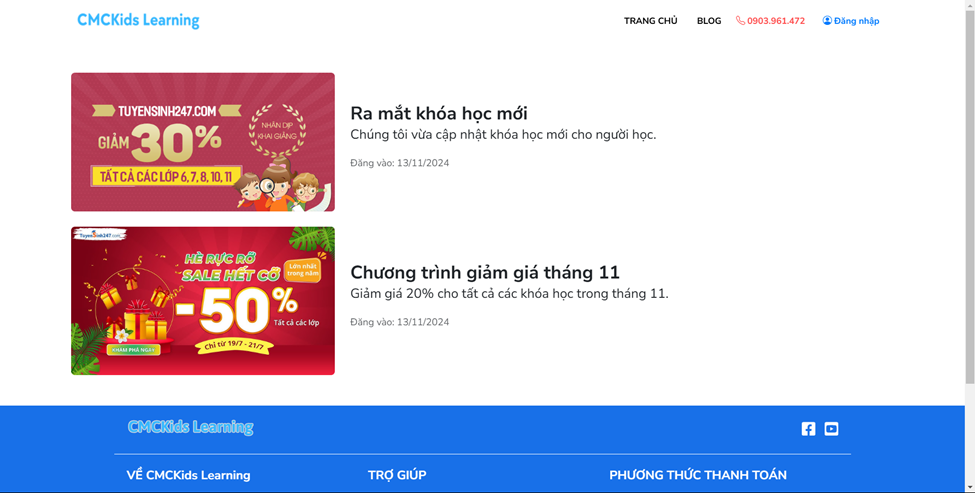 CMCKids Learning
TRANG CHỦ
BLOG
0903.961.472
Đăng nhập
TUYENSINH247.COM
GIẢM 30%
NHÂN DỊP
KHAI GIẢNG
TẤT CẢ CÁC LỚP 6, 7, 8, 10, 11
Ra mắt khóa học mới
Chúng tôi vừa cập nhật khóa học mới cho người học.
Đăng vào: 13/11/2024
TuyenSinh247.com
HÈ RỰC RỠ
SALE HẾT CỠ
Lớn nhất
trong năm
-50%
Tất cả các lớp
KHÁM PHÁ NGAY
Chỉ từ 19/7 - 21/7
Chương trình giảm giá tháng 11
Giảm giá 20% cho tất cả các khóa học trong tháng 11.
Đăng vào: 13/11/2024
CMCKids Learning
VỀ CMCKids Learning
TRỢ GIÚP
PHƯƠNG THỨC THANH TOÁN